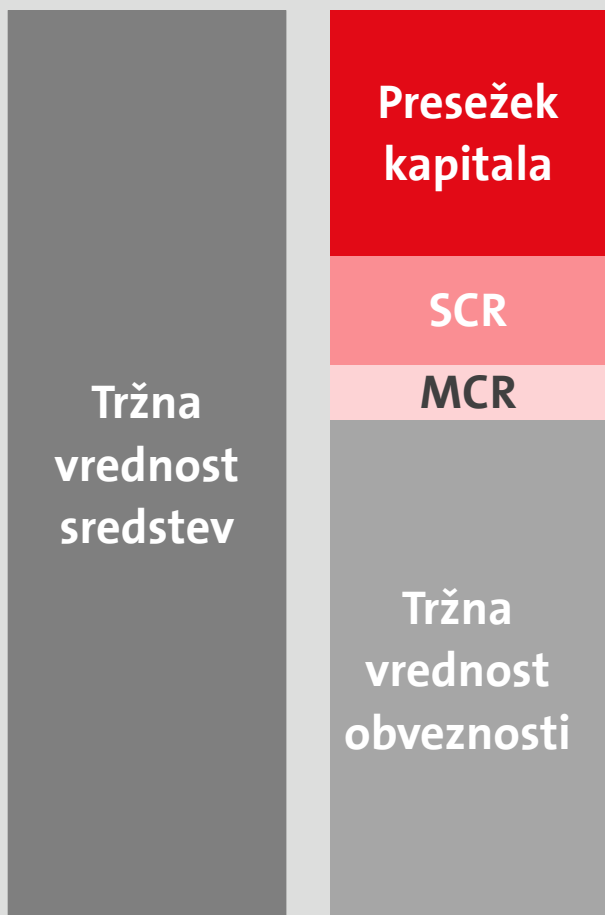 Tržna
vrednost
sredstev
Presežek
kapitala
SCR
MCR
Tržna
vrednost
obveznosti